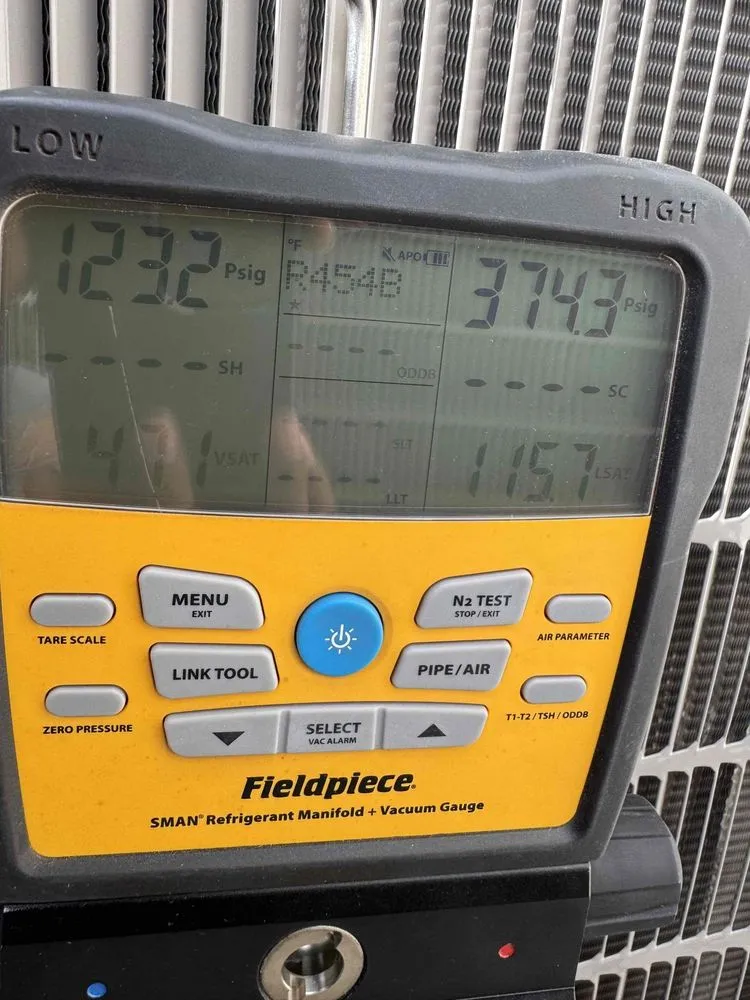 LOW
HIGH
123.2 Psig
°F
APO
R454B
374.3 Psig
---- SH
----
ODDB
---- SC
47.1 VSAT
----
SLT
----
LLT
115.7 LSAT
MENU
EXIT
N2 TEST
STOP / EXIT
TARE SCALE
AIR PARAMETER
LINK TOOL
PIPE / AIR
ZERO PRESSURE
SELECT
VAC ALARM
T1-T2 / TSH / ODDB
Fieldpiece®
SMAN® Refrigerant Manifold + Vacuum Gauge